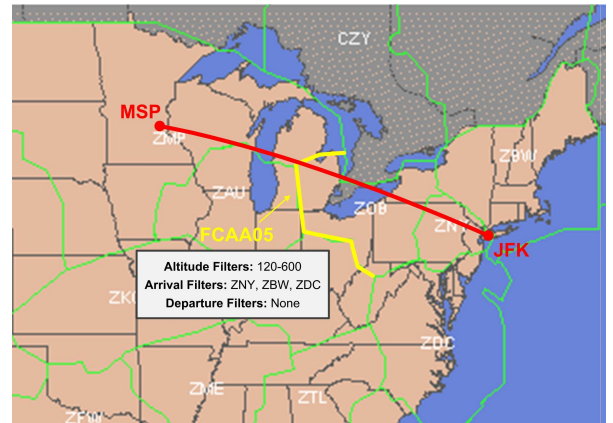 CZY
MSP
ZMP
ZBW
ZAU
ZOB
FCAA05
ZNY
JFK
Altitude Filters: 120-600
Arrival Filters: ZNY, ZBW, ZDC
Departure Filters: None
ZKC
ZDC
ZME
ZTL
ZFW